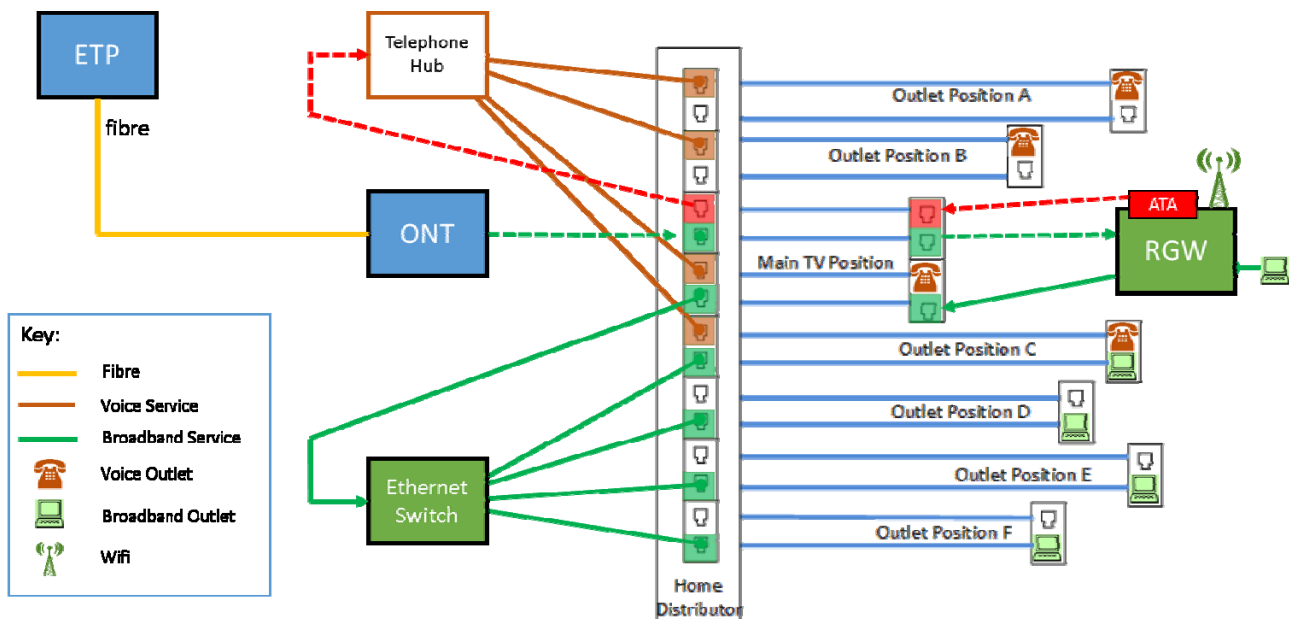 ETP
Telephone
Hub
fibre
ONT
Outlet Position A
Outlet Position B
ATA
RGW
Main TV Position
Outlet Position C
Outlet Position D
Outlet Position E
Outlet Position F
Ethernet
Switch
Home
Distributor
Key:
Fibre
Voice Service
Broadband Service
Voice Outlet
Broadband Outlet
Wifi